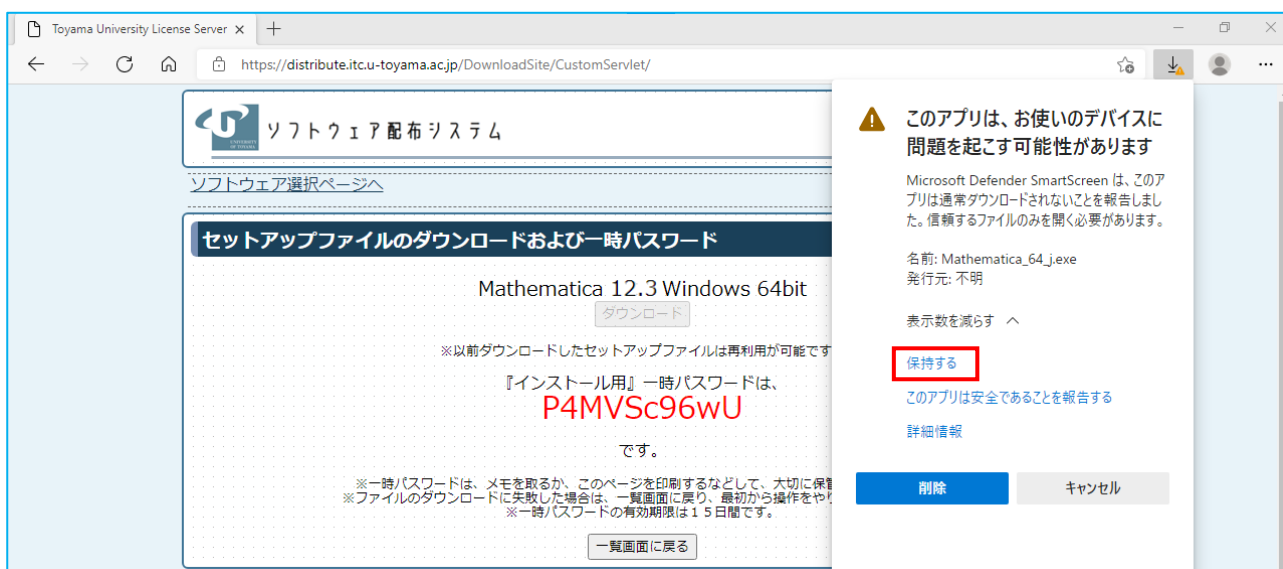 Toyama University License Server
https://distribute.itc.u-toyama.ac.jp/DownloadSite/CustomServlet/
ソフトウェア配布システム
ソフトウェア選択ページへ
セットアップファイルのダウンロードおよび一時パスワード
Mathematica 12.3 Windows 64bit
ダウンロード
※以前ダウンロードしたセットアップファイルは再利用が可能です
『インストール用』一時パスワードは、
P4MVSc96wU
です。
※一時パスワードは、メモを取るか、このページを印刷するなどして、大切に保
※ファイルのダウンロードに失敗した場合は、一覧画面に戻り、最初から操作をや
※一時パスワードの有効期限は１５日間です。
一覧画面に戻る
このアプリは、お使いのデバイスに
問題を起こす可能性があります
Microsoft Defender SmartScreen は、このア
プリは通常ダウンロードされないことを報告しまし
た。信頼するファイルのみを開く必要があります。
名前: Mathematica_64_j.exe
発行元: 不明
表示数を減らす
保持する
このアプリは安全であることを報告する
詳細情報
削除
キャンセル